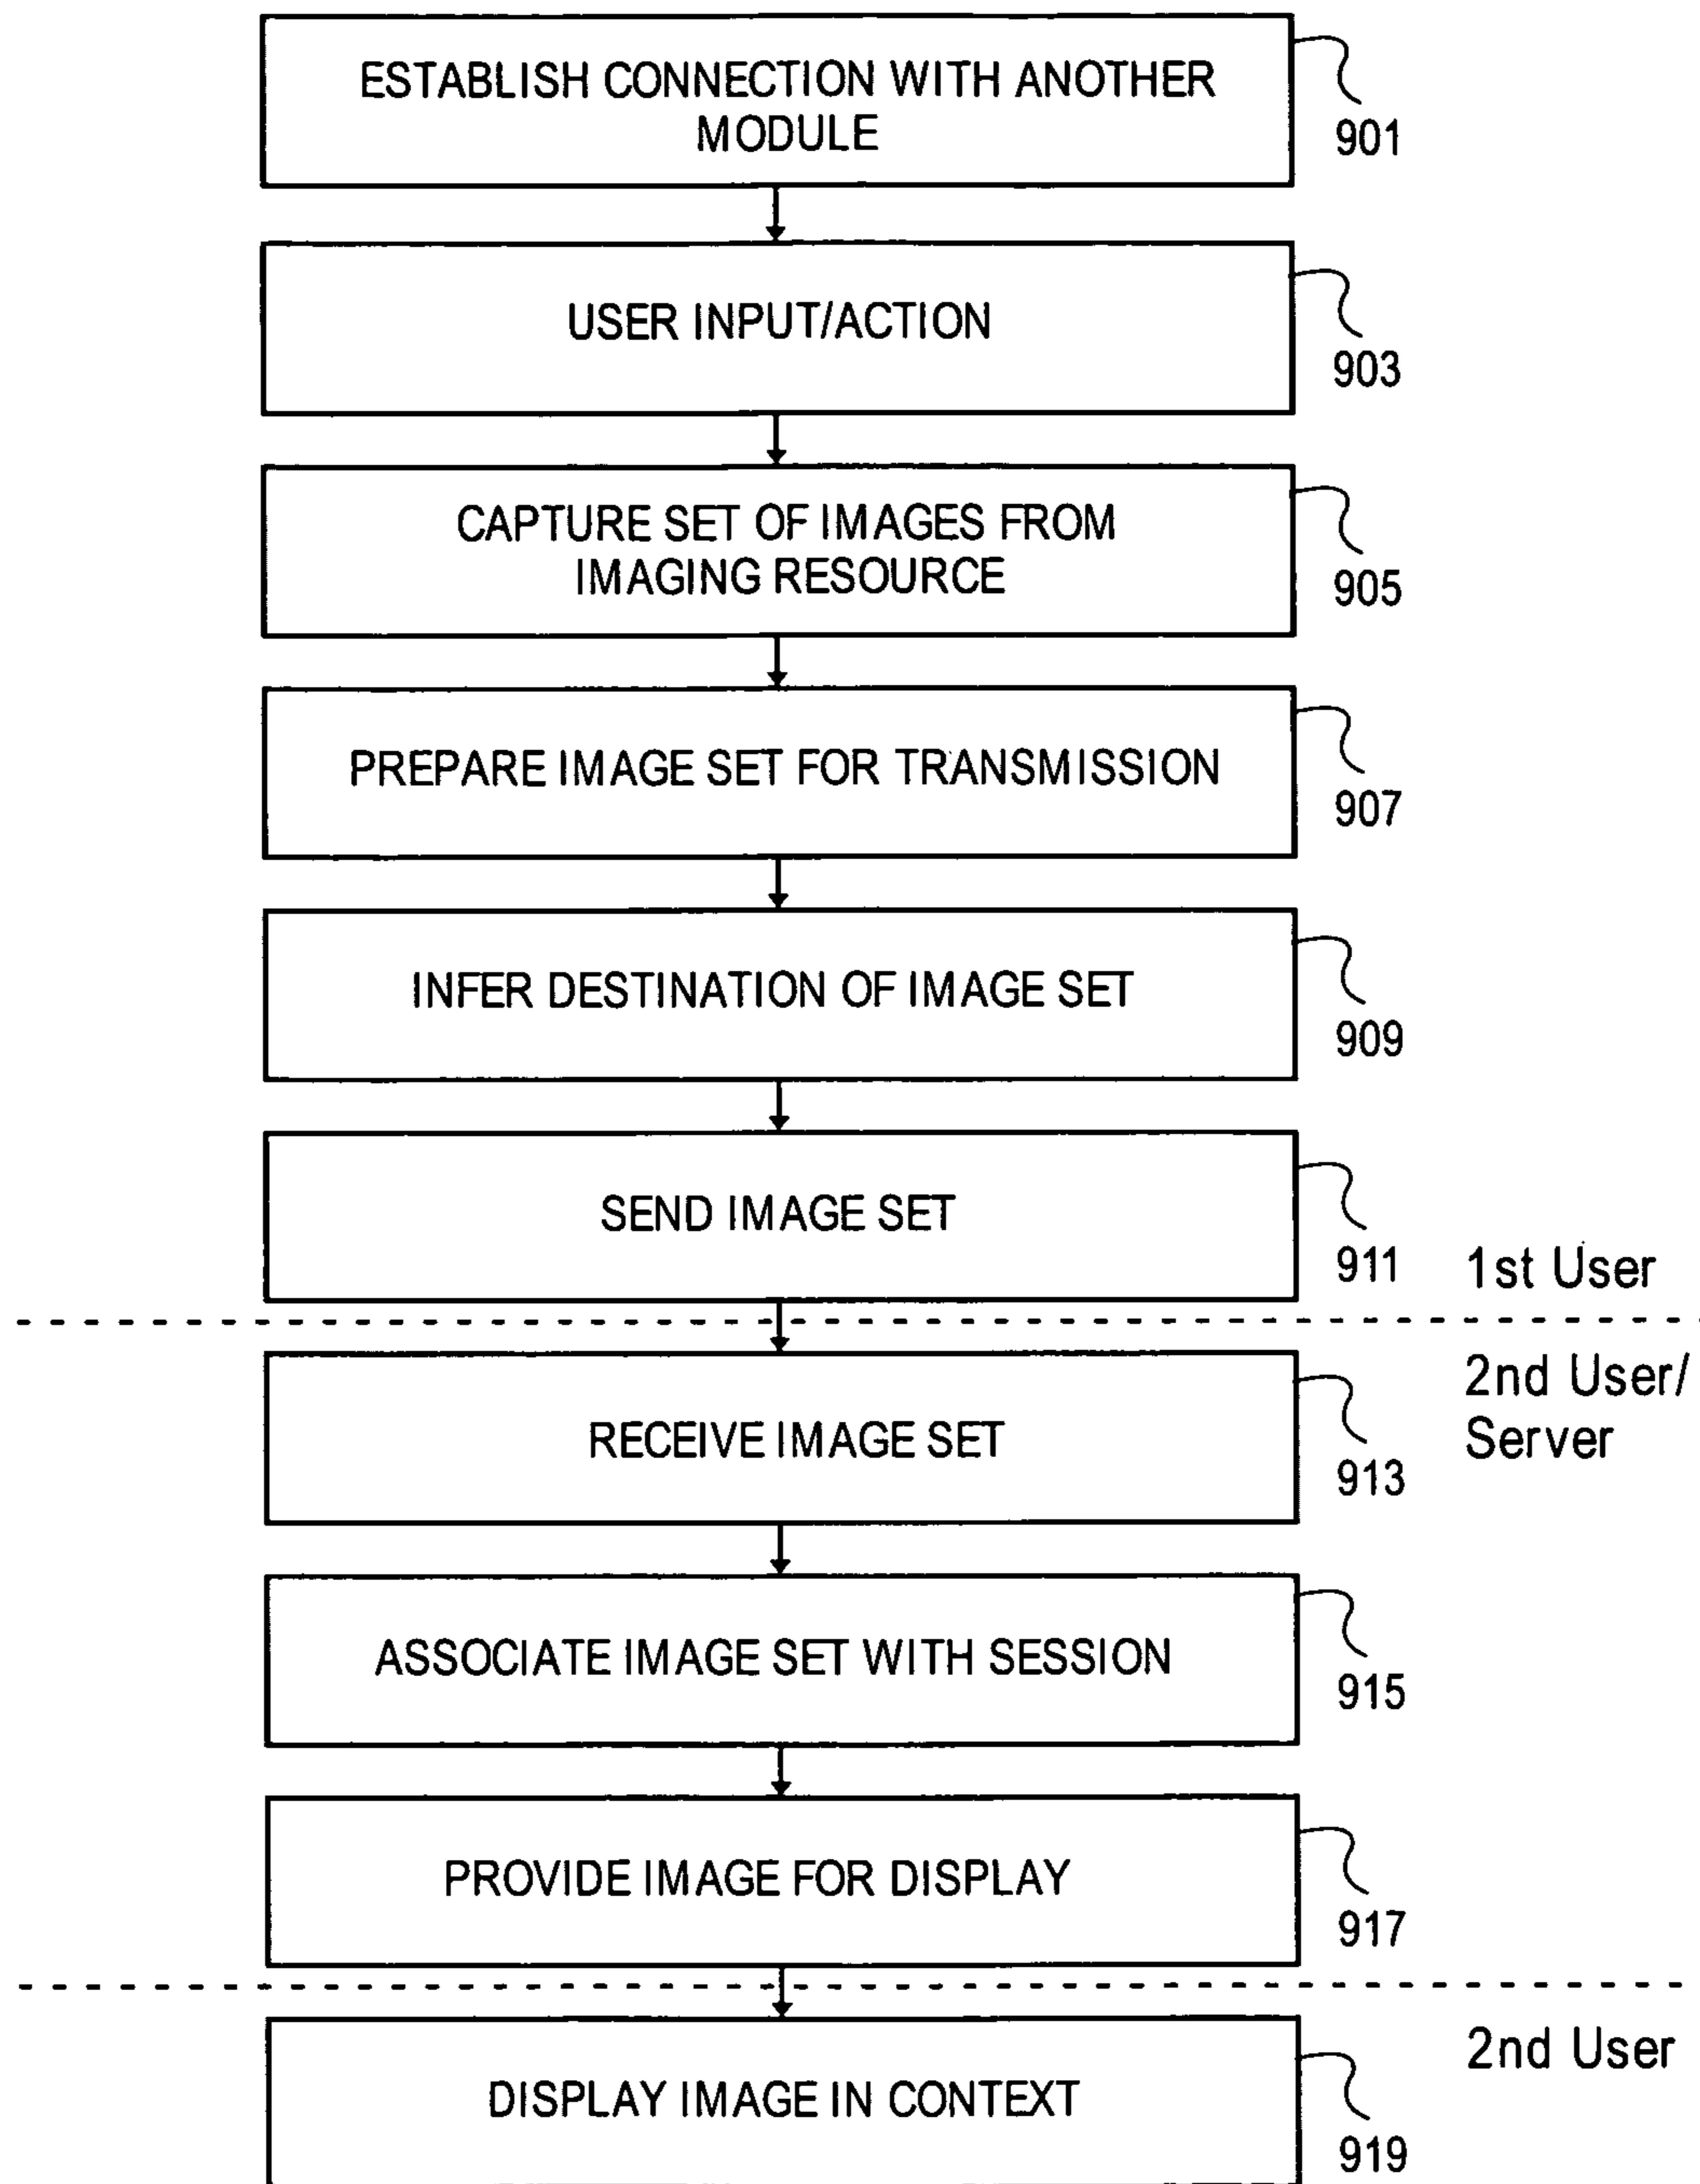 ESTABLISH CONNECTION WITH ANOTHER
MODULE
901
USER INPUT/ACTION
903
CAPTURE SET OF IMAGES FROM
IMAGING RESOURCE
905
PREPARE IMAGE SET FOR TRANSMISSION
907
INFER DESTINATION OF IMAGE SET
909
SEND IMAGE SET
911
1st User
2nd User/
Server
RECEIVE IMAGE SET
913
ASSOCIATE IMAGE SET WITH SESSION
915
PROVIDE IMAGE FOR DISPLAY
917
2nd User
DISPLAY IMAGE IN CONTEXT
919